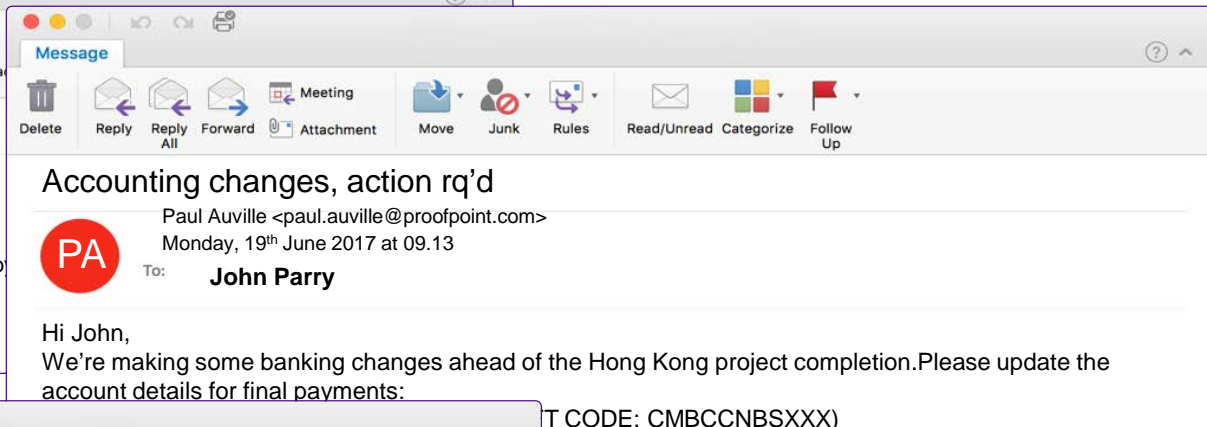 Message
Meeting
Attachment
Delete
Reply
Reply All
Forward
Move
Junk
Rules
Read/Unread
Categorize
Follow Up
Accounting changes, action rq’d
PA
Paul Auville <paul.auville@proofpoint.com>
Monday, 19th June 2017 at 09.13
To: John Parry
Hi John,
We’re making some banking changes ahead of the Hong Kong project completion.Please update the
account details for final payments:
T CODE: CMBCCNBSXXX)